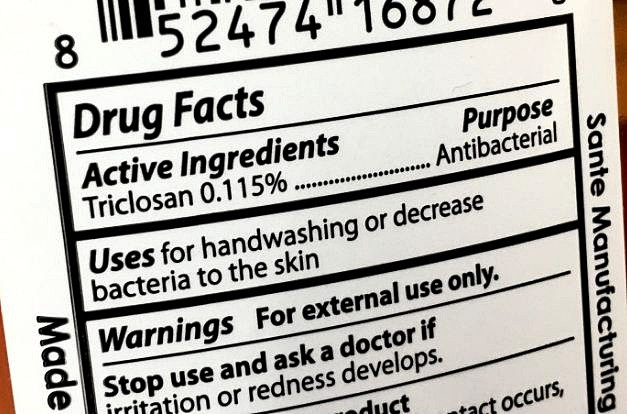 8 52474 16872
Drug Facts
Active Ingredients Purpose
Triclosan 0.115% ........................ Antibacterial
Uses for handwashing or decrease
bacteria to the skin
Warnings For external use only.
Stop use and ask a doctor if
irritation or redness develops.
contact occurs,
Sante Manufacturing
Made